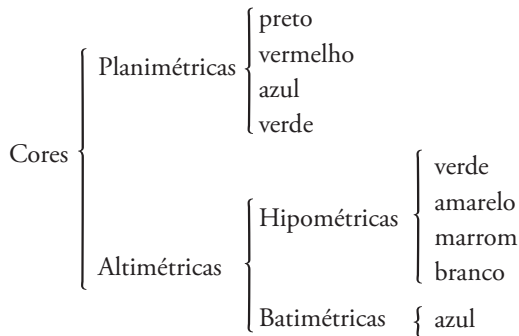 Cores
Planimétricas
preto
vermelho
azul
verde
Altimétricas
Hipométricas
verde
amarelo
marrom
branco
Batimétricas
azul